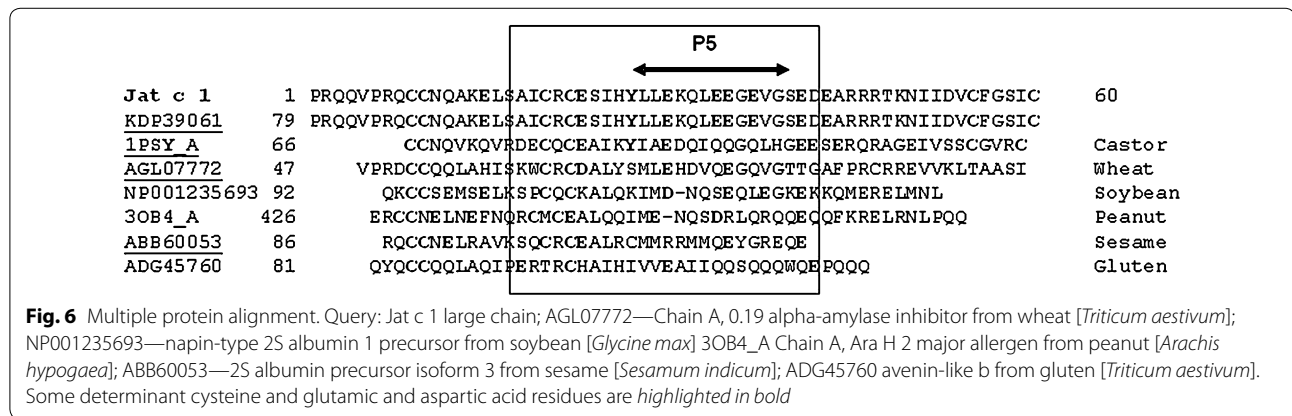 P5
Jat c 1 1 PRQQVPRQCCNQAKELSAICRCESIHYLLEKQLEEGEVGSEDEARRRTKNIIDVCFGSIC 60
KDP39061 79 PRQQVPRQCCNQAKELSAICRCESIHYLLEKQLEEGEVGSEDEARRRTKNIIDVCFGSIC
1PSY_A 66 CCNQVKQVRDECQCEAIKYIAEDQIQQGQLHGEESERQRAGEIVSSCGVRC Castor
AGL07772 47 VPRDCCQQLAHISKWCRCDALYSMLEHDVQEGQVGTTGAFPRCRREVVKLTAASI Wheat
NP001235693 92 QKCCSEMSELKSPCQCKALQKIMD-NQSEQLEGKEKKQMERELMNL Soybean
3OB4_A 426 ERCCNELNEFNQRCMCEALQQIME-NQSDRLQRQQEQQFKRELRNLPQQ Peanut
ABB60053 86 RQCCNELRAVKSQCRCEALRCMMRRMMQEYGREQE Sesame
ADG45760 81 QYQCCQQLAQIPERTRCHAIHIVVEAIIQQSQQQWQEPQQQ Gluten
Fig. 6 Multiple protein alignment. Query: Jat c 1 large chain; AGL07772—Chain A, 0.19 alpha-amylase inhibitor from wheat [Triticum aestivum];
NP001235693—napin-type 2S albumin 1 precursor from soybean [Glycine max] 3OB4_A Chain A, Ara H 2 major allergen from peanut [Arachis
hypogaea]; ABB60053—2S albumin precursor isoform 3 from sesame [Sesamum indicum]; ADG45760 avenin-like b from gluten [Triticum aestivum].
Some determinant cysteine and glutamic and aspartic acid residues are highlighted in bold